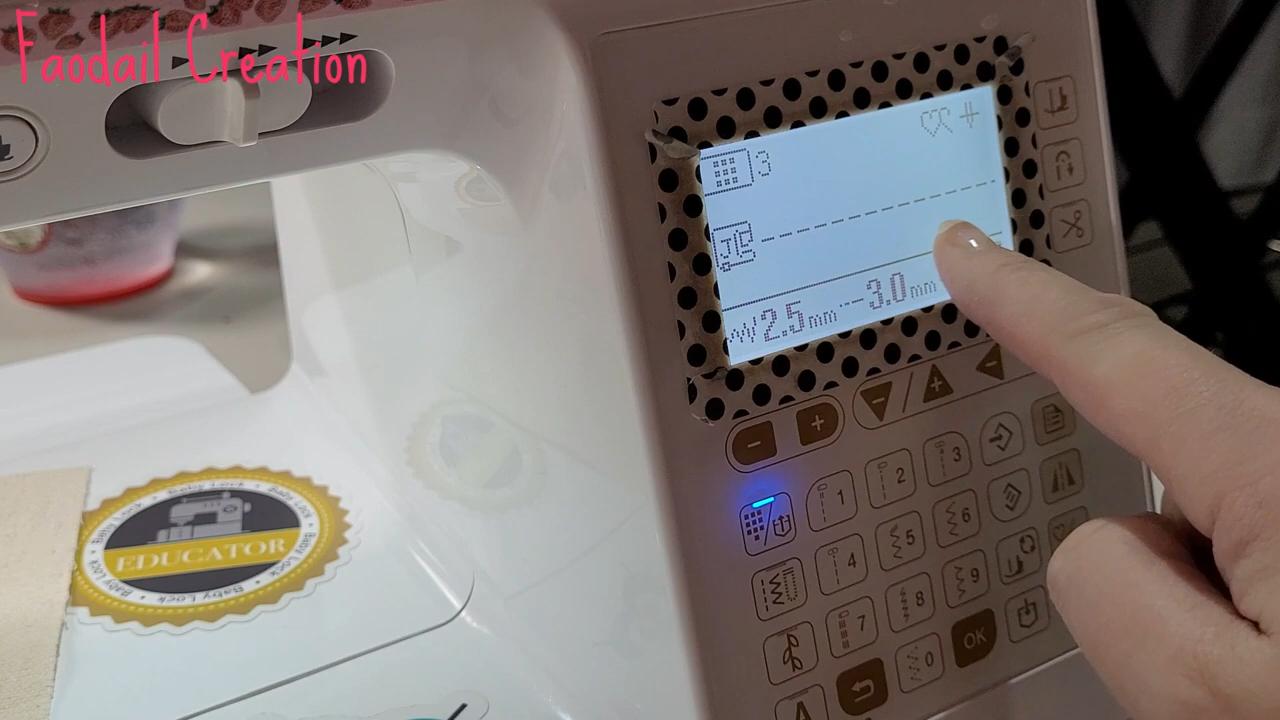 Faodail Creation
3
J
2.5mm -3.0mm
- + - / + -
1 2 3
4 5 6
7 8 9
0 OK
A
Baby Lock • Baby Lock • Baby Lock • Baby Lock
EDUCATOR